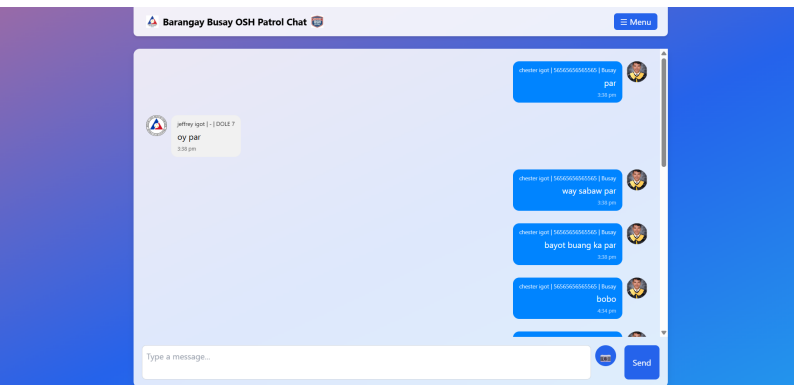 Barangay Busay OSH Patrol Chat
☰ Menu
chester igot | 56565656565565 | Busay
par
3:38 pm
jeffrey igot | - | DOLE 7
oy par
3:38 pm
chester igot | 56565656565565 | Busay
way sabaw par
3:38 pm
chester igot | 56565656565565 | Busay
bayot buang ka par
3:38 pm
chester igot | 56565656565565 | Busay
bobo
4:34 pm
Type a message...
Send